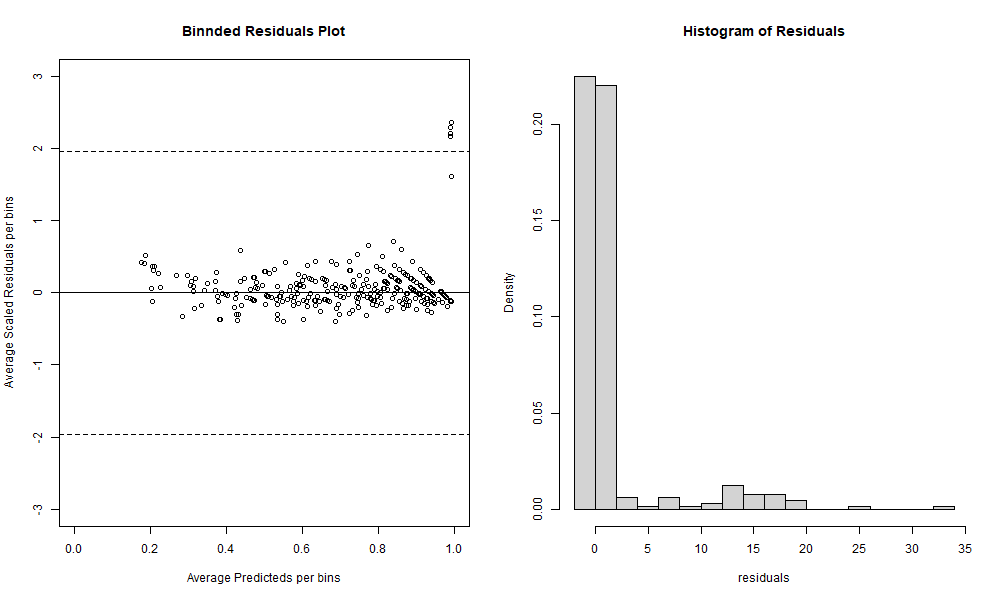 Binnded Residuals Plot
Average Scaled Residuals per bins
3
2
1
0
-1
-2
-3
0.0 0.2 0.4 0.6 0.8 1.0
Average Predicteds per bins
Histogram of Residuals
Density
0.20
0.15
0.10
0.05
0.00
0 5 10 15 20 25 30 35
residuals